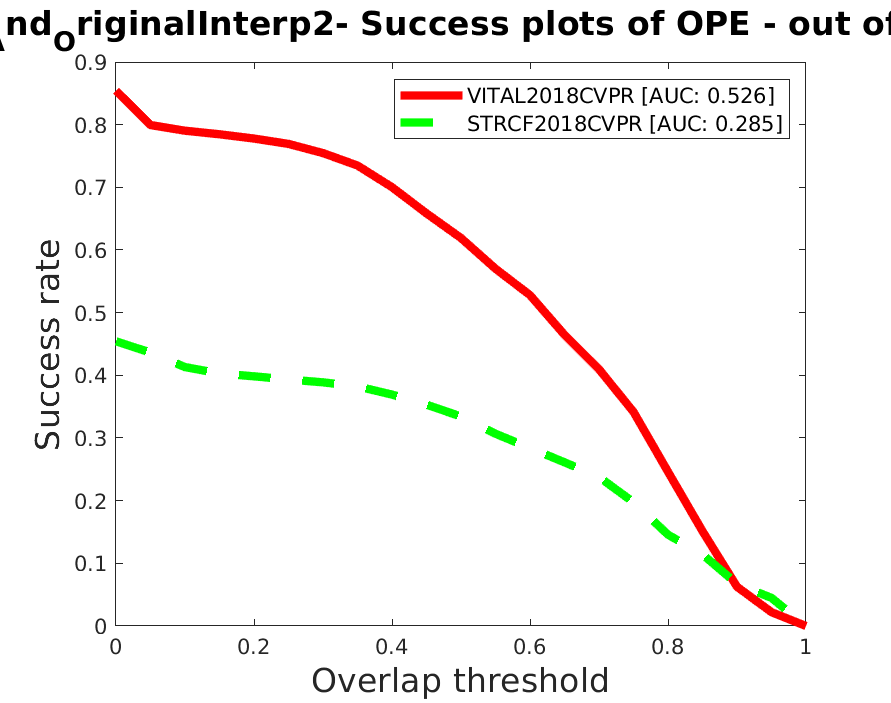 nd_originalInterp2- Success plots of OPE - out of
VITAL2018CVPR [AUC: 0.526]
STRCF2018CVPR [AUC: 0.285]
Success rate
0.9
0.8
0.7
0.6
0.5
0.4
0.3
0.2
0.1
0
0 0.2 0.4 0.6 0.8 1
Overlap threshold